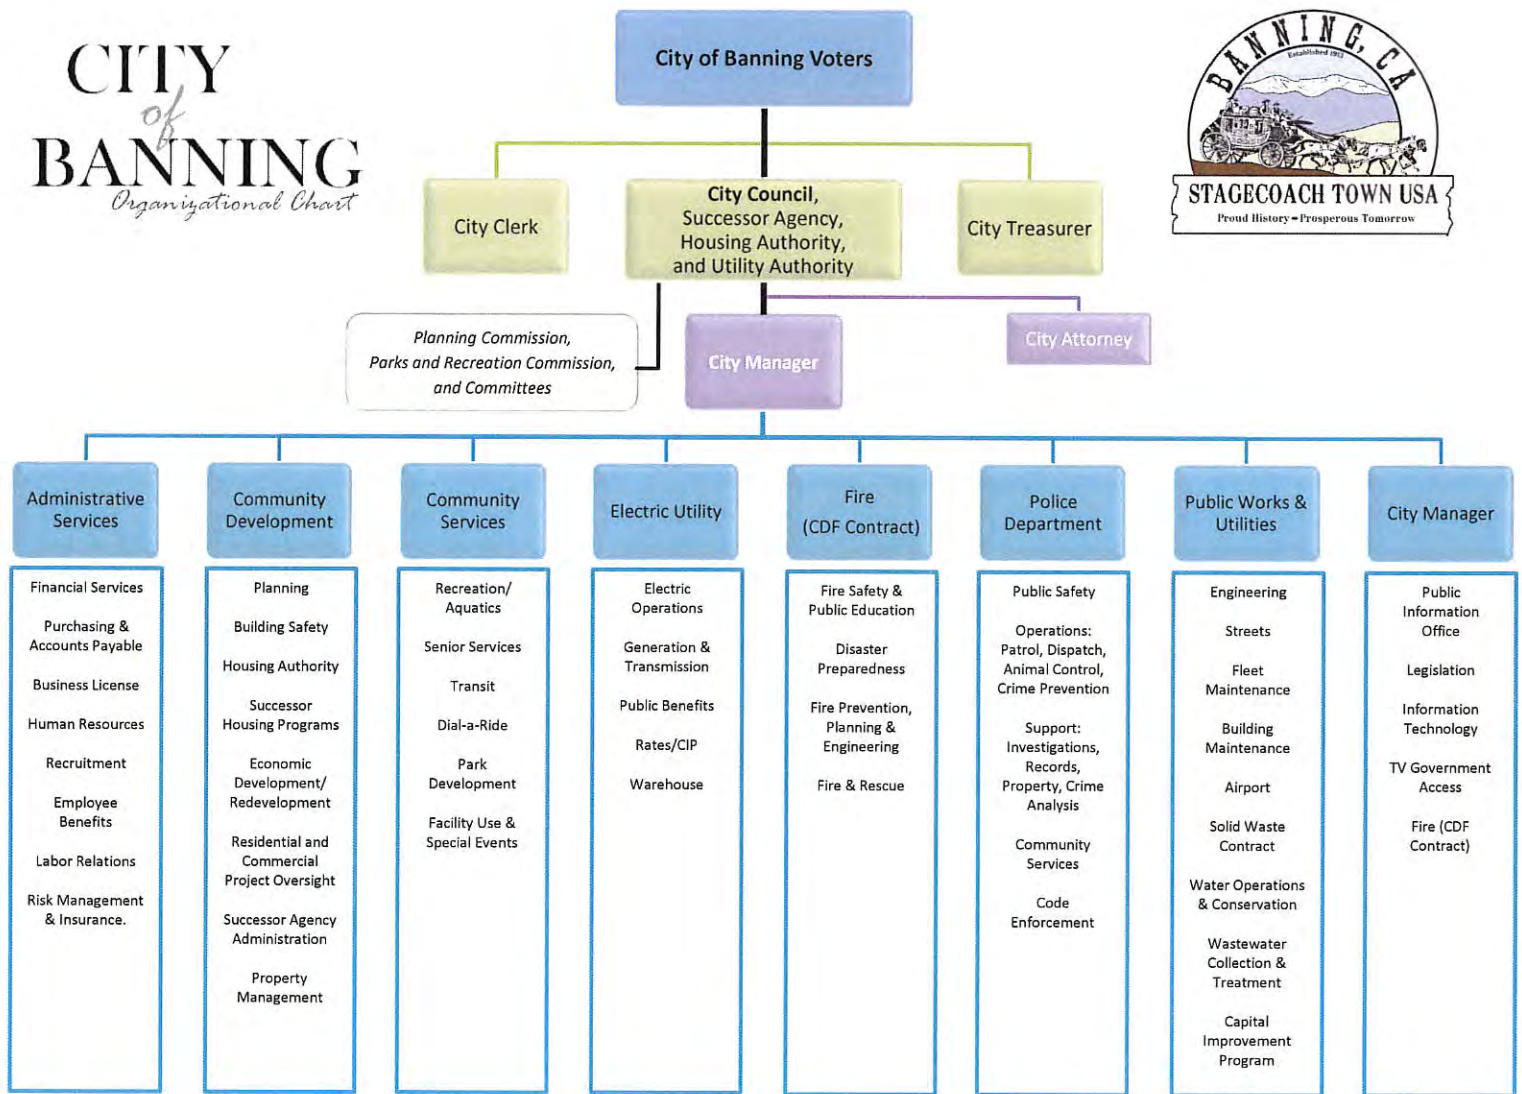 CITY
of
BANNING
Organizational Chart
City of Banning Voters
BANNING, CA
Established 1913
STAGECOACH TOWN USA
Proud History - Prosperous Tomorrow
City Clerk
City Council,
Successor Agency,
Housing Authority,
and Utility Authority
City Treasurer
Planning Commission,
Parks and Recreation Commission,
and Committees
City Manager
City Attorney
Administrative
Services
Financial Services
Purchasing &
Accounts Payable
Business License
Human Resources
Recruitment
Employee
Benefits
Labor Relations
Risk Management
& Insurance.
Community
Development
Planning
Building Safety
Housing Authority
Successor
Housing Programs
Economic
Development/
Redevelopment
Residential and
Commercial
Project Oversight
Successor Agency
Administration
Property
Management
Community
Services
Recreation/
Aquatics
Senior Services
Transit
Dial-a-Ride
Park
Development
Facility Use &
Special Events
Electric Utility
Electric
Operations
Generation &
Transmission
Public Benefits
Rates/CIP
Warehouse
Fire
(CDF Contract)
Fire Safety &
Public Education
Disaster
Preparedness
Fire Prevention,
Planning &
Engineering
Fire & Rescue
Police
Department
Public Safety
Operations:
Patrol, Dispatch,
Animal Control,
Crime Prevention
Support:
Investigations,
Records,
Property, Crime
Analysis
Community
Services
Code
Enforcement
Public Works &
Utilities
Engineering
Streets
Fleet
Maintenance
Building
Maintenance
Airport
Solid Waste
Contract
Water Operations
& Conservation
Wastewater
Collection &
Treatment
Capital
Improvement
Program
City Manager
Public
Information
Office
Legislation
Information
Technology
TV Government
Access
Fire (CDF
Contract)